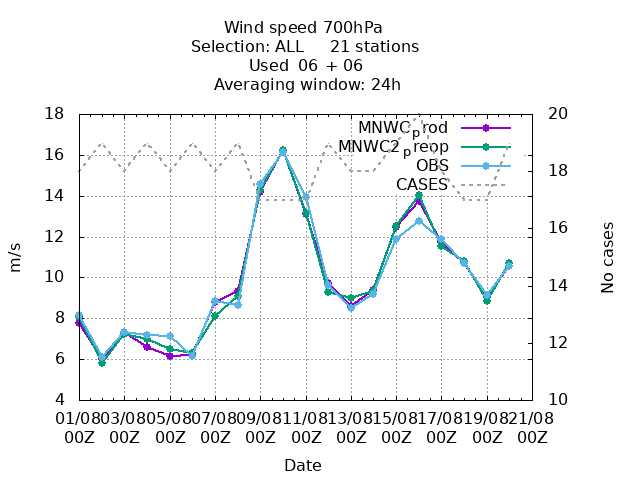 Wind speed 700hPa
Selection: ALL 21 stations
Used 06 + 06
Averaging window: 24h
18
16
14
12
10
8
6
4
m/s
20
18
16
14
12
10
No cases
MNWCprod
MNWC2preop
OBS
CASES
01/08 03/08 05/08 07/08 09/08 11/08 13/08 15/08 17/08 19/08 21/08
00Z 00Z 00Z 00Z 00Z 00Z 00Z 00Z 00Z 00Z 00Z
Date